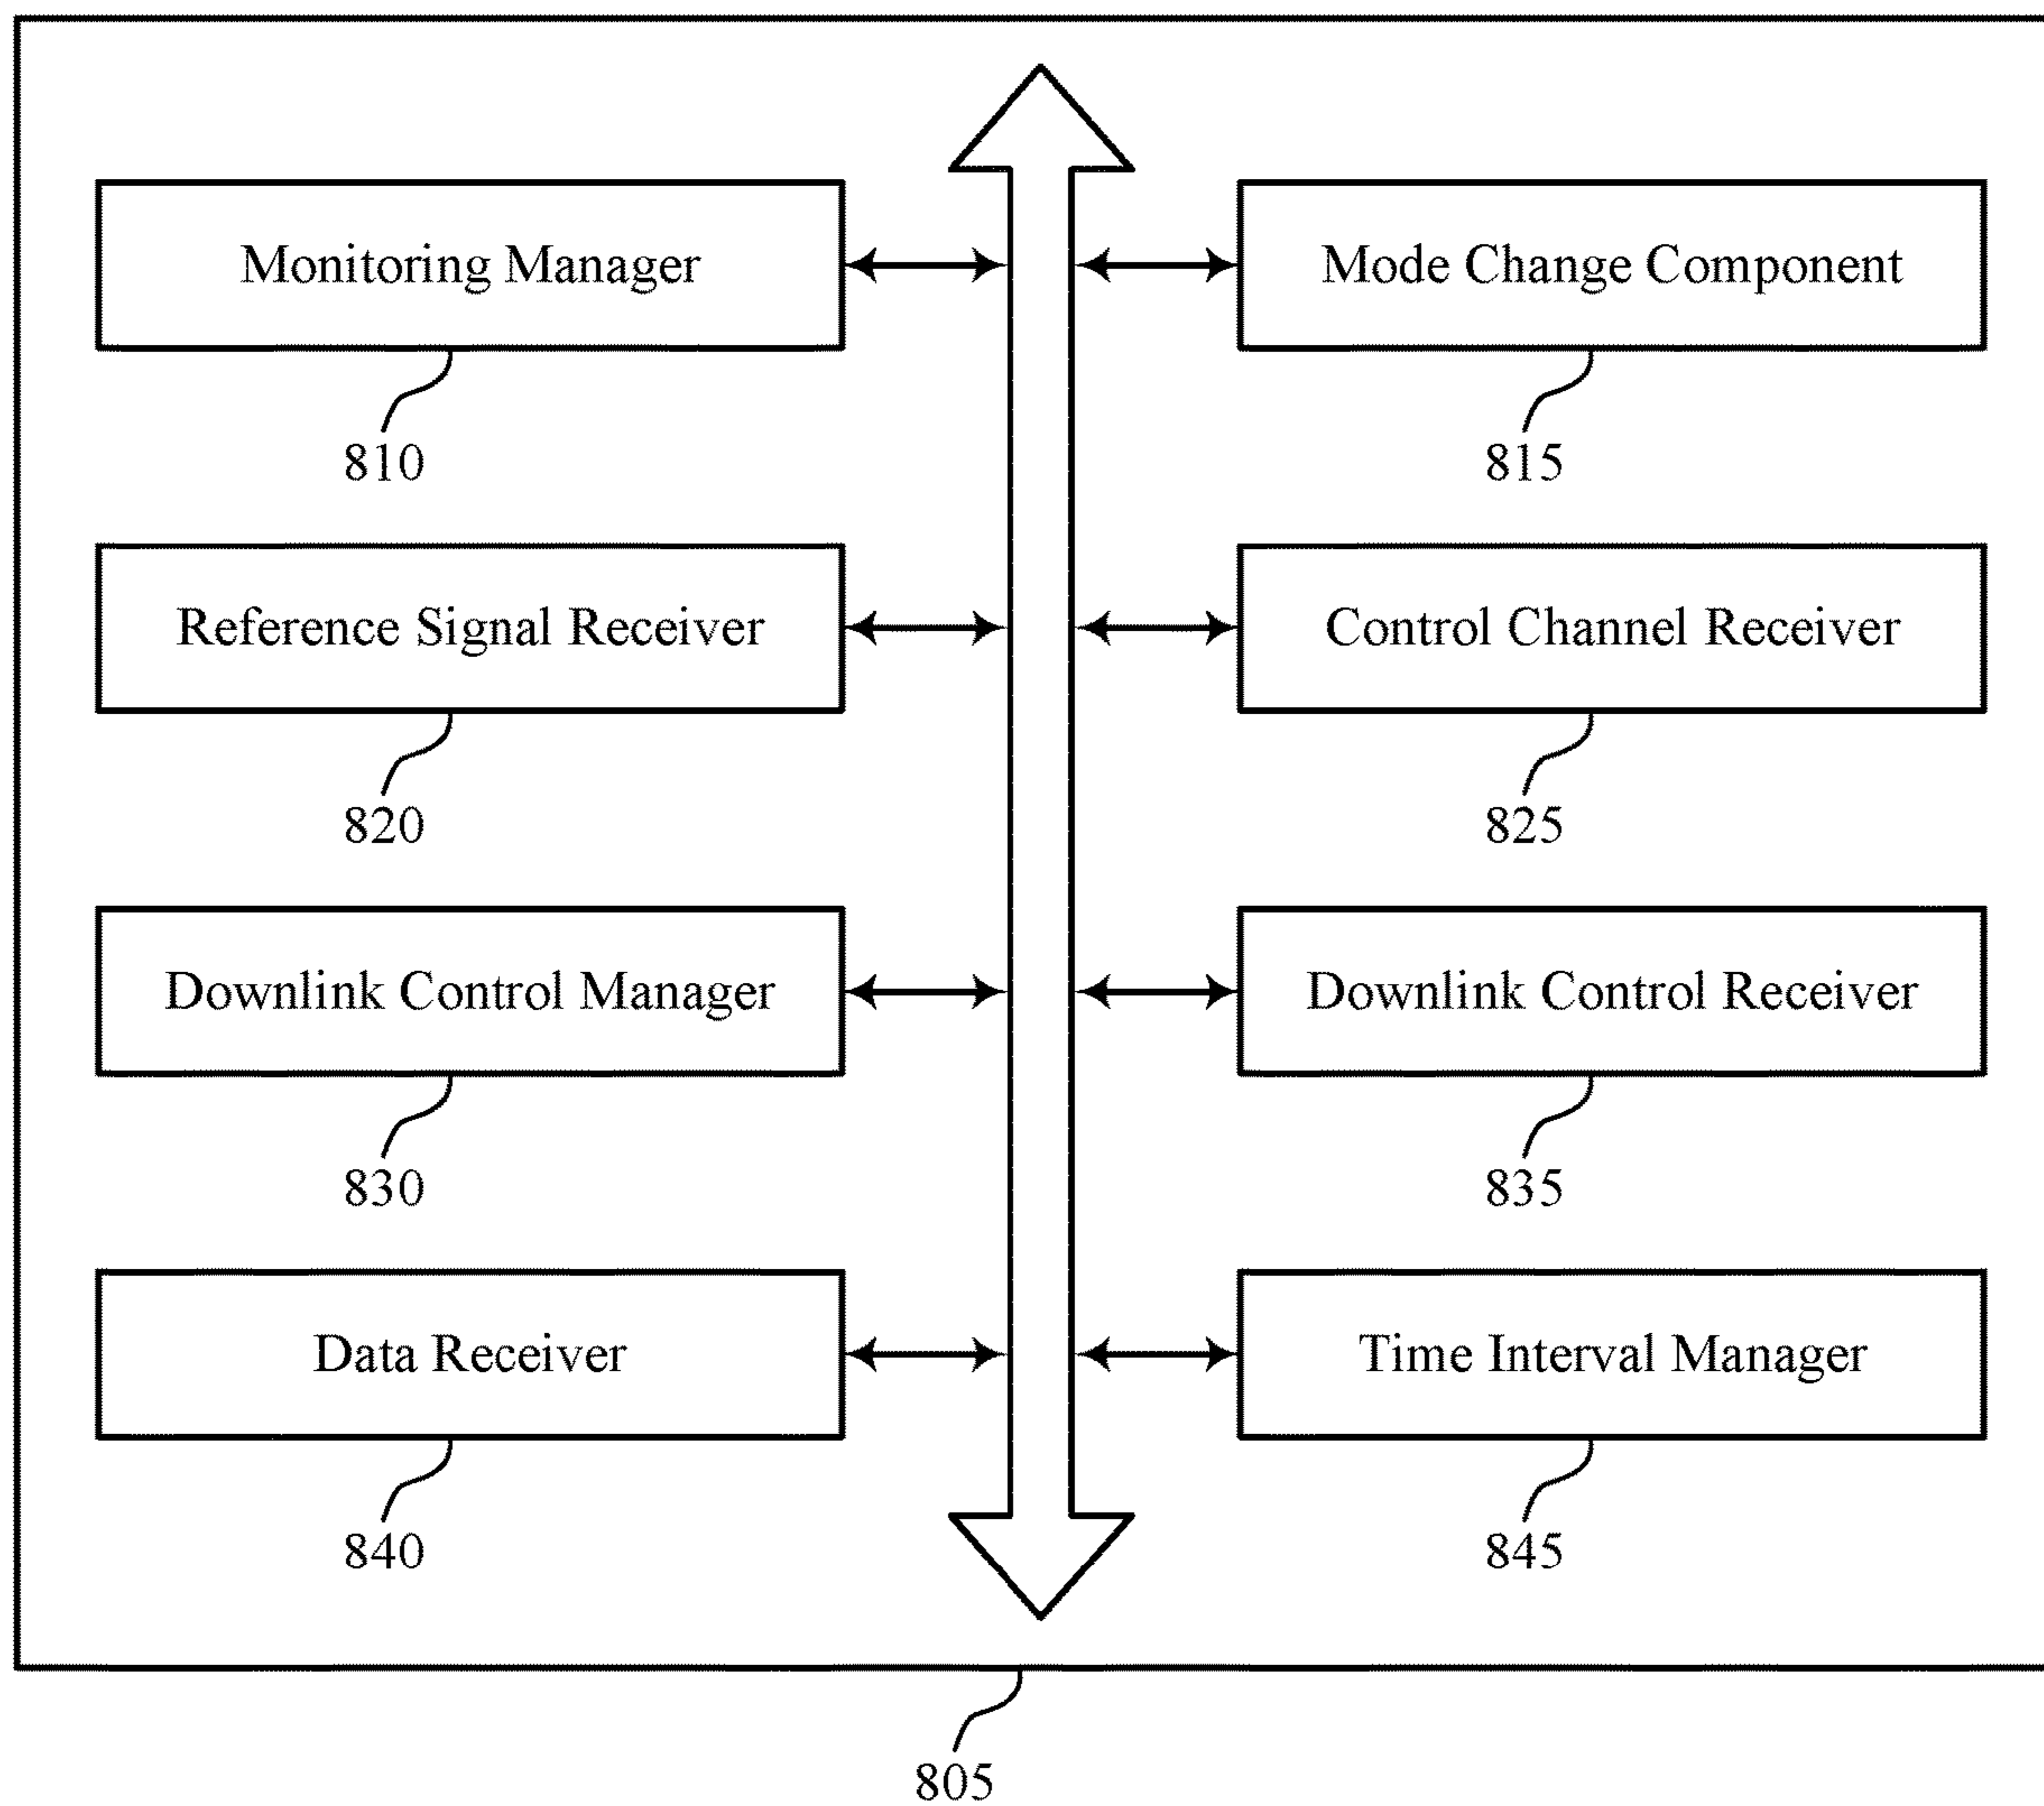 Monitoring Manager
Mode Change Component
810
815
Reference Signal Receiver
Control Channel Receiver
820
825
Downlink Control Manager
Downlink Control Receiver
830
835
Data Receiver
Time Interval Manager
840
845
805